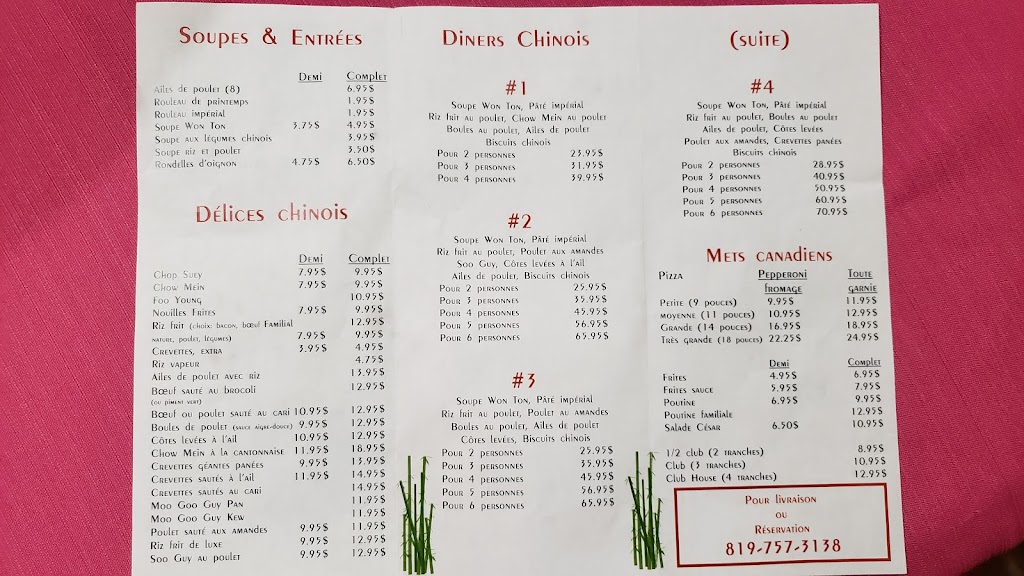 Soupes & Entrées
Demi Complet
Ailes de poulet (8) 6.95$
Rouleau de printemps 1.95$
Rouleau impérial 1.95$
Soupe Won Ton 3.75$ 4.95$
Soupe aux légumes chinois 3.95$
Soupe riz et poulet 3.50$
Rondelles d'oignon 4.75$ 6.50$
Délices chinois
Demi Complet
Chop Suey 7.95$ 9.95$
Chow Mein 7.95$ 9.95$
Foo Young 10.95$
Nouilles Frites 7.95$ 9.95$
Riz frit (choix: bacon, bœuf Familial 12.95$
nature, poulet, légumes) 7.95$ 9.95$
Crevettes, extra 3.95$ 4.95$
Riz vapeur 4.75$
Ailes de poulet avec riz 13.95$
Bœuf sauté au brocoli 12.95$
(ou piment vert)
Bœuf ou poulet sauté au cari 10.95$ 12.95$
Boules de poulet (sauce aigre-douce) 9.95$ 12.95$
Côtes levées à l'ail 10.95$ 12.95$
Chow Mein à la cantonnaise 11.95$ 18.95$
Crevettes géantes panées 9.95$ 13.95$
Crevettes sautés à l'ail 11.95$ 14.95$
Crevettes sautés au cari 14.95$
Moo Goo Guy Pan 11.95$
Moo Goo Guy Kew 11.95$
Poulet sauté aux amandes 9.95$ 11.95$
Riz frit de luxe 9.95$ 12.95$
Soo Guy au poulet 9.95$ 12.95$
Diners Chinois
#1
Soupe Won Ton, Pâté impérial
Riz frit au poulet, Chow Mein au poulet
Boules au poulet, Ailes de poulet
Biscuits chinois
Pour 2 personnes 23.95$
Pour 3 personnes 31.95$
Pour 4 personnes 39.95$
#2
Soupe Won Ton, Pâté impérial
Riz frit au poulet, Poulet aux amandes
Soo Guy, Côtes levées à l'ail
Ailes de poulet, Biscuits chinois
Pour 2 personnes 25.95$
Pour 3 personnes 35.95$
Pour 4 personnes 45.95$
Pour 5 personnes 56.95$
Pour 6 personnes 65.95$
#3
Soupe Won Ton, Pâté impérial
Riz frit au poulet, Poulet au amandes
Boules au poulet, Ailes de poulet
Côtes levées, Biscuits chinois
Pour 2 personnes 25.95$
Pour 3 personnes 35.95$
Pour 4 personnes 45.95$
Pour 5 personnes 56.95$
Pour 6 personnes 65.95$
(suite)
#4
Soupe Won Ton, Pâté impérial
Riz frit au poulet, Boules au poulet
Ailes de poulet, Côtes levées
Poulet aux amandes, Crevettes panées
Biscuits chinois
Pour 2 personnes 28.95$
Pour 3 personnes 40.95$
Pour 4 personnes 50.95$
Pour 5 personnes 60.95$
Pour 6 personnes 70.95$
Mets canadiens
Pizza Pepperoni Toute
fromage garnie
Petite (9 pouces) 9.95$ 11.95$
moyenne (11 pouces) 10.95$ 12.95$
Grande (14 pouces) 16.95$ 18.95$
Très grande (18 pouces) 22.25$ 24.95$
Demi Complet
Frites 4.95$ 6.95$
Frites sauce 5.95$ 7.95$
Poutine 6.95$ 9.95$
Poutine familiale 12.95$
Salade César 6.50$ 10.95$
1/2 club (2 tranches) 8.95$
Club (3 tranches) 10.95$
Club House (4 tranches) 12.95$
Pour livraison
ou
Réservation
819-757-3138